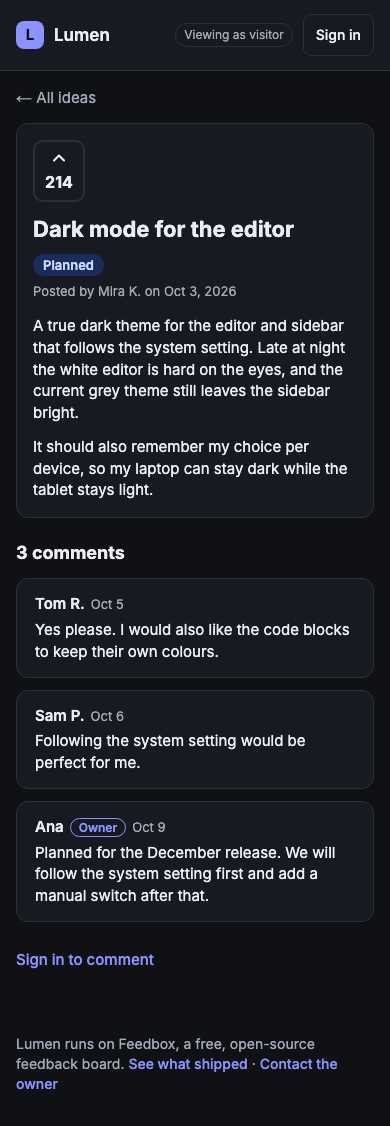 L
Lumen
Viewing as visitor
Sign in
← All ideas
214
Dark mode for the editor
Planned
Posted by Mira K. on Oct 3, 2026
A true dark theme for the editor and sidebar
that follows the system setting. Late at night
the white editor is hard on the eyes, and the
current grey theme still leaves the sidebar
bright.
It should also remember my choice per
device, so my laptop can stay dark while the
tablet stays light.
3 comments
Tom R. Oct 5
Yes please. I would also like the code blocks
to keep their own colours.
Sam P. Oct 6
Following the system setting would be
perfect for me.
Ana Owner Oct 9
Planned for the December release. We will
follow the system setting first and add a
manual switch after that.
Sign in to comment
Lumen runs on Feedbox, a free, open-source
feedback board. See what shipped · Contact the
owner